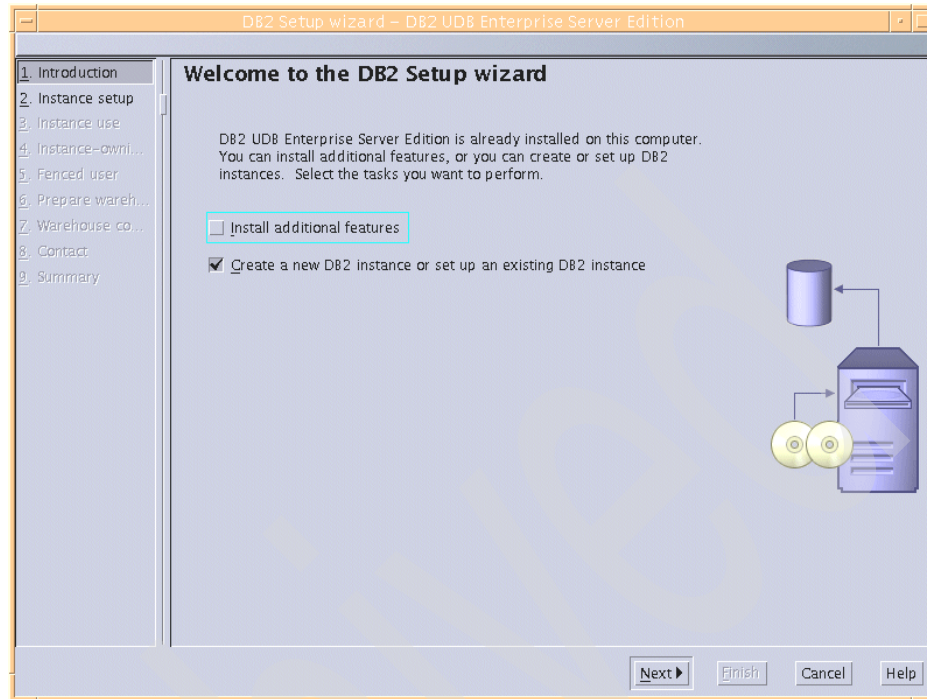 DB2 Setup wizard – DB2 UDB Enterprise Server Edition
1. Introduction
2. Instance setup
3. Instance use
4. Instance-owni...
5. Fenced user
6. Prepare wareh...
7. Warehouse co...
8. Contact
9. Summary
Welcome to the DB2 Setup wizard
DB2 UDB Enterprise Server Edition is already installed on this computer.
You can install additional features, or you can create or set up DB2
instances. Select the tasks you want to perform.
Install additional features
Create a new DB2 instance or set up an existing DB2 instance
Next
Finish
Cancel
Help